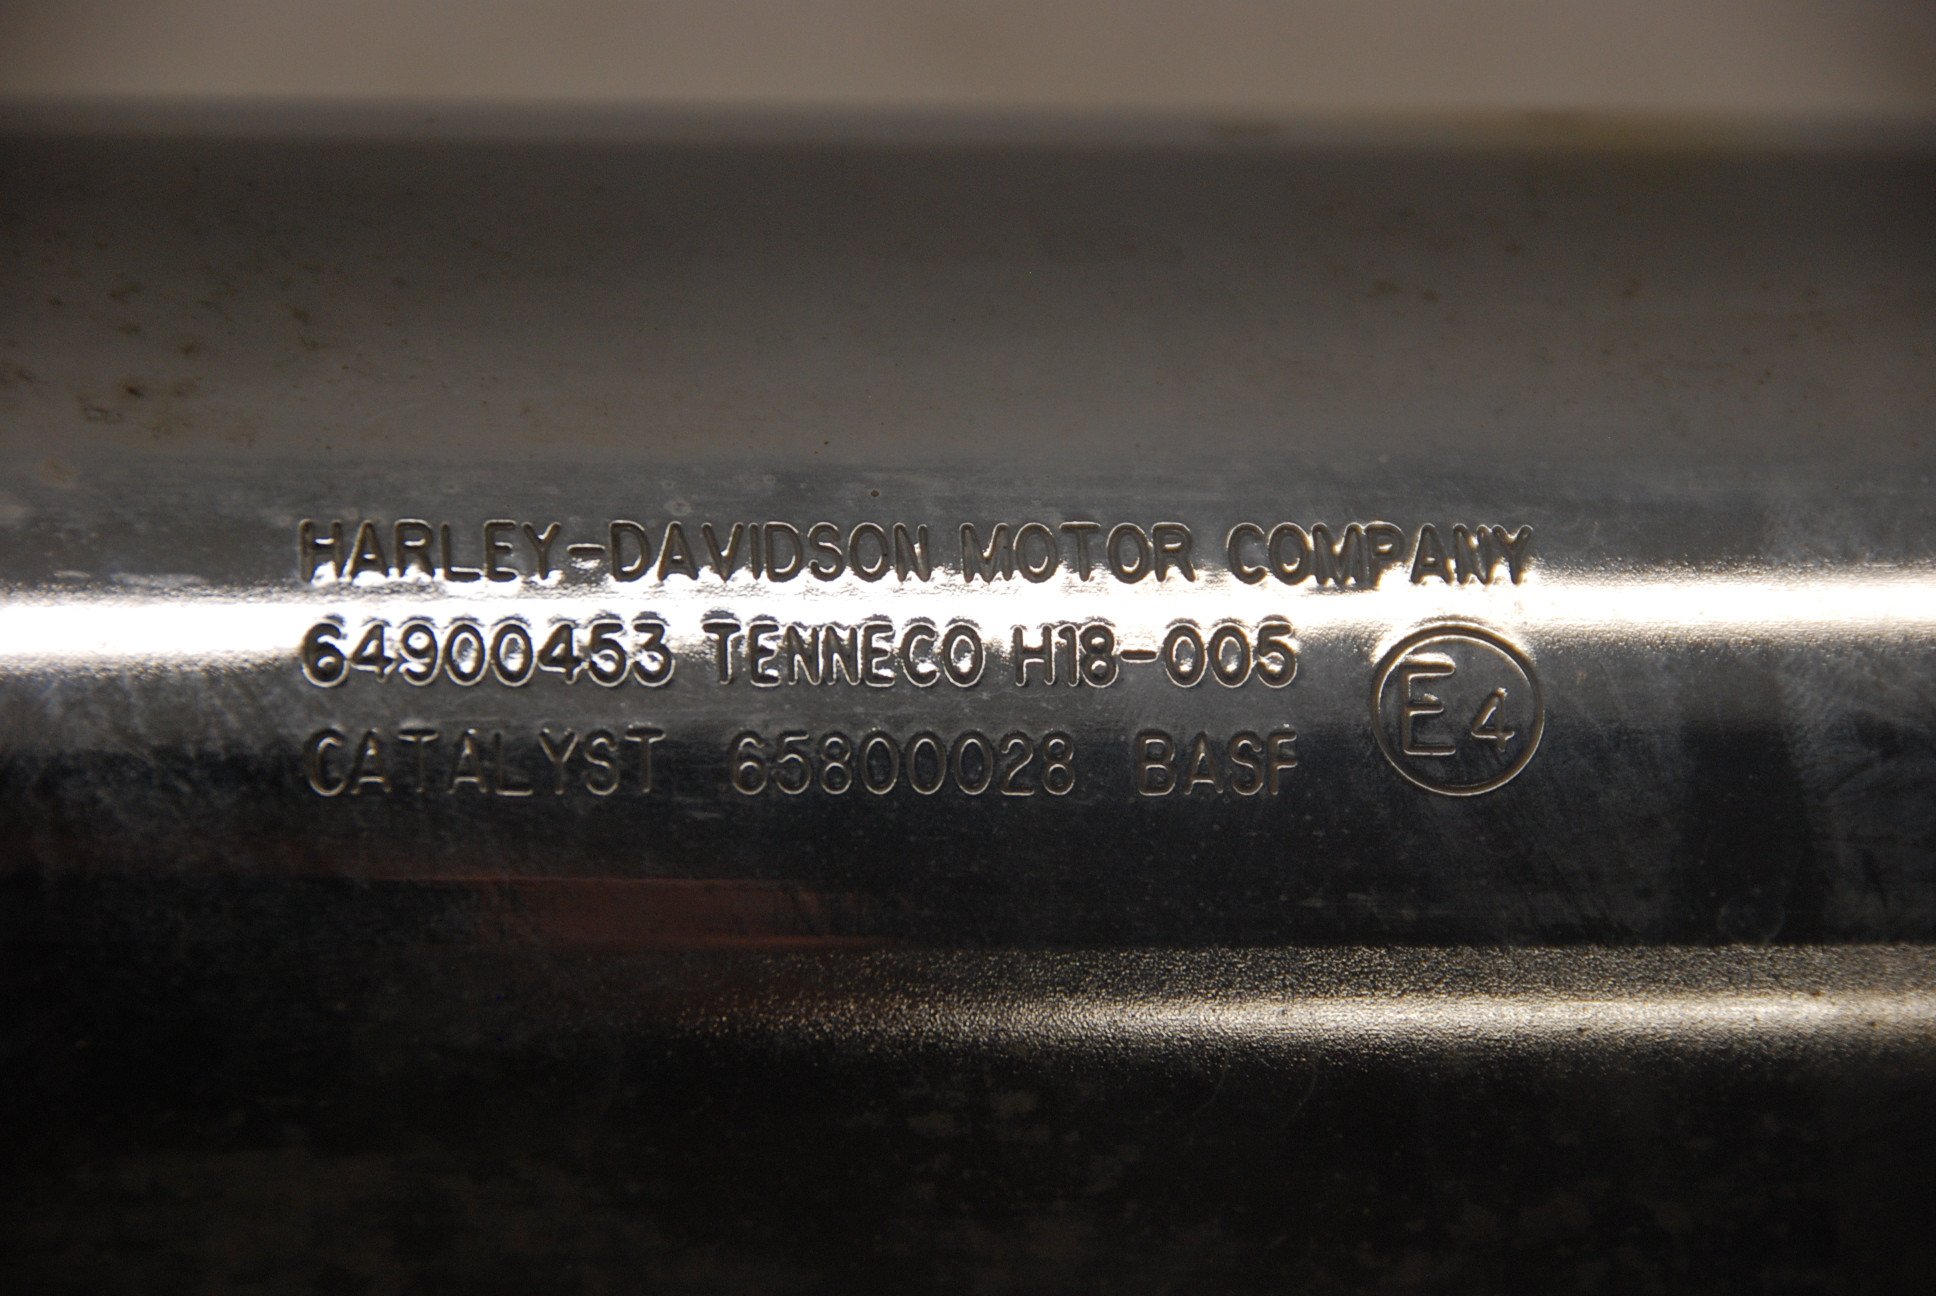 HARLEY-DAVIDSON MOTOR COMPANY
64900453 TENNECO H18-005
CATALYST 65800028 BASF
E4